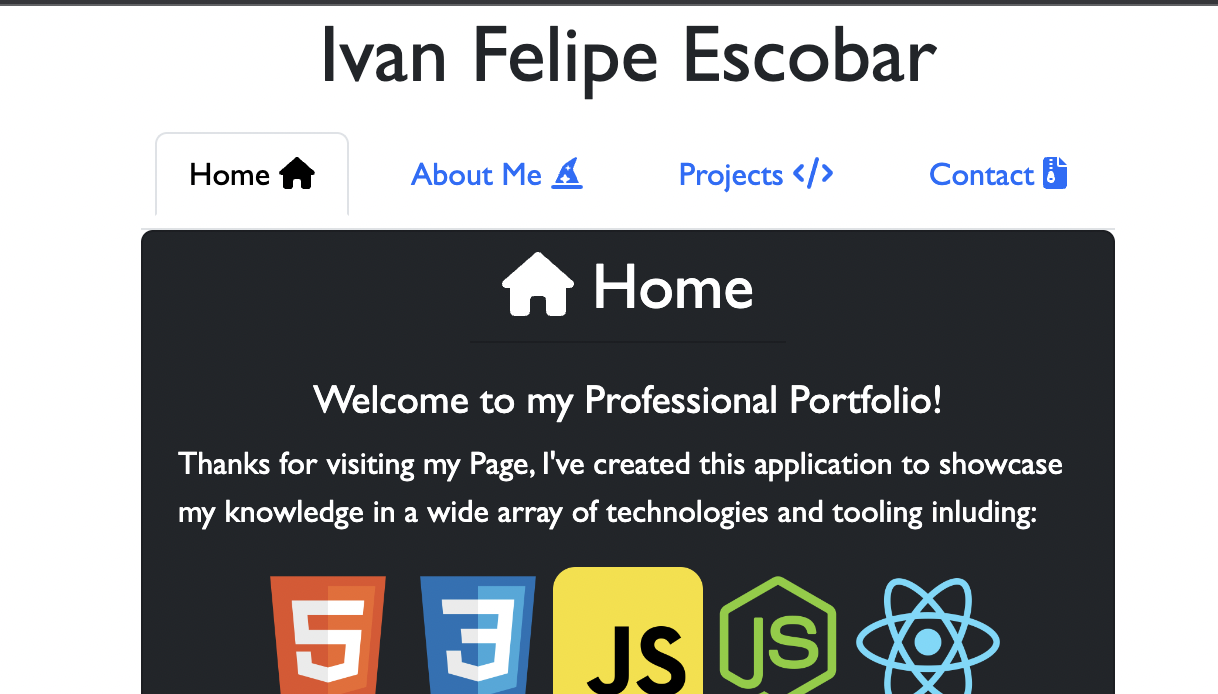 Ivan Felipe Escobar
Home About Me Projects Contact
Home
Welcome to my Professional Portfolio!
Thanks for visiting my Page, I've created this application to showcase
my knowledge in a wide array of technologies and tooling inluding:
5 3 JS JS